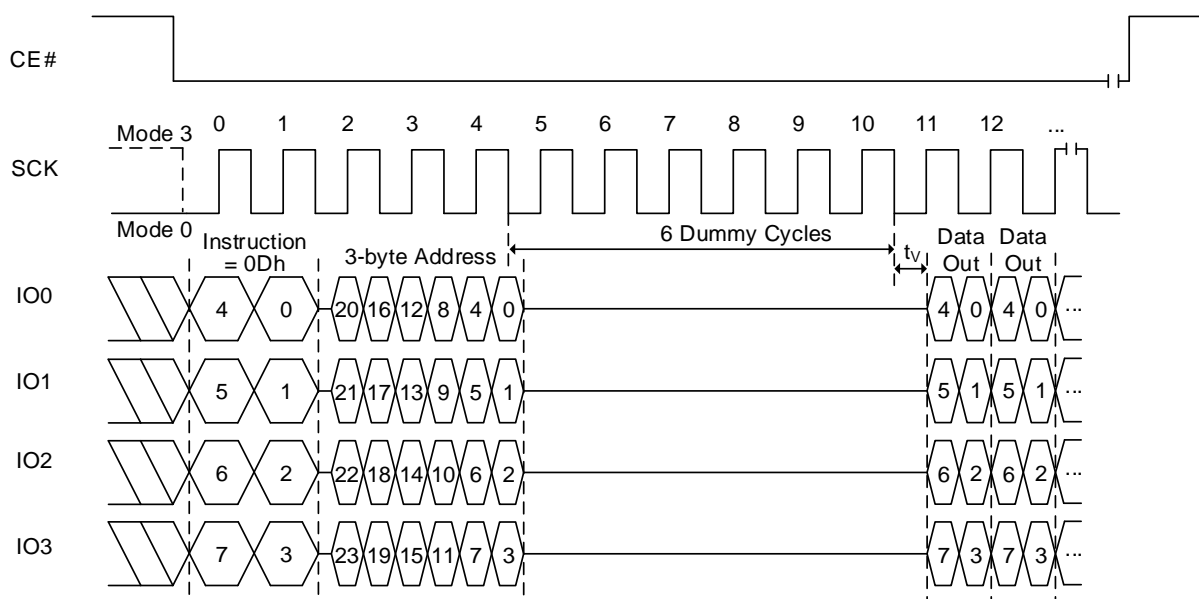 CE#
0 1 2 3 4 5 6 7 8 9 10 11 12 ...
Mode 3
SCK
Mode 0
Instruction
= 0Dh
3-byte Address
6 Dummy Cycles
tV
Data
Out
Data
Out
IO0 4 0 20 16 12 8 4 0 4 0 4 0 ...
IO1 5 1 21 17 13 9 5 1 5 1 5 1 ...
IO2 6 2 22 18 14 10 6 2 6 2 6 2 ...
IO3 7 3 23 19 15 11 7 3 7 3 7 3 ...